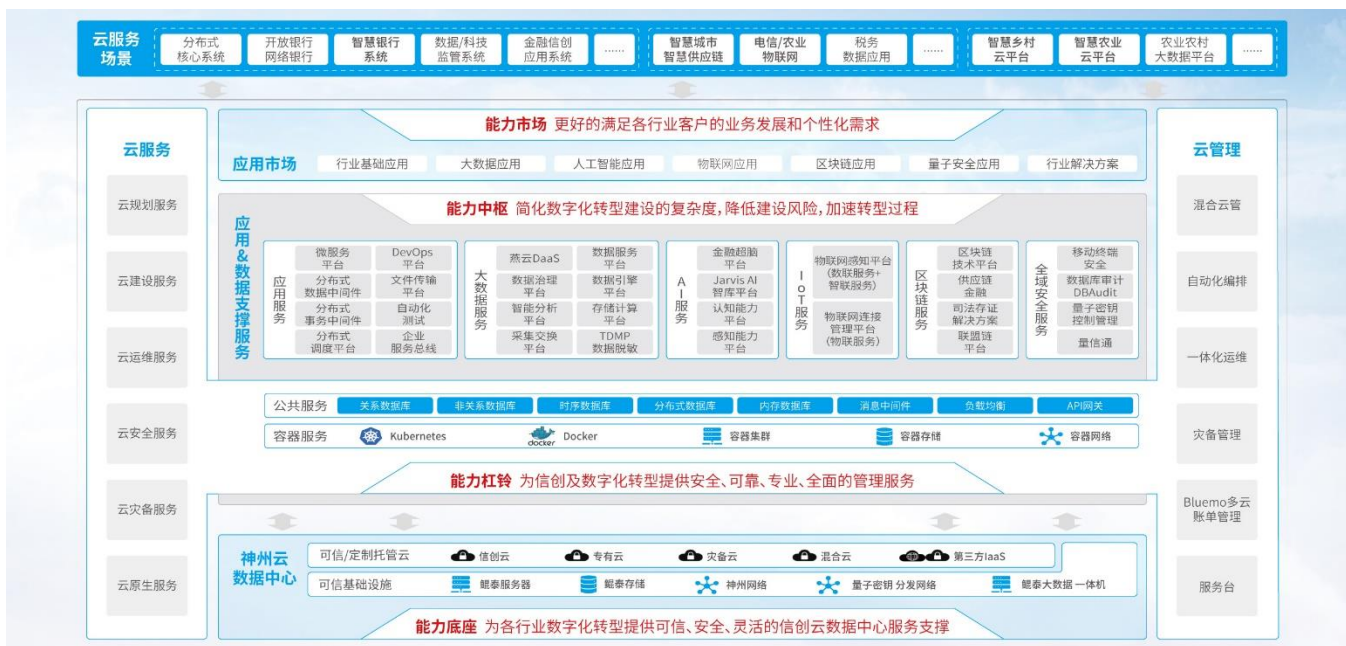 云服务
场景
分布式
核心系统
开放银行
网络银行
智慧银行
系统
数据/科技
监管系统
金融信创
应用系统
......
智慧城市
智慧供应链
电信/农业
物联网
税务
数据应用
......
智慧乡村
云平台
智慧农业
云平台
农业农村
大数据平台
......
云服务
云规划服务
云建设服务
云运维服务
云安全服务
云灾备服务
云原生服务
能力市场 更好的满足各行业客户的业务发展和个性化需求
应用市场
行业基础应用
大数据应用
人工智能应用
物联网应用
区块链应用
量子安全应用
行业解决方案
能力中枢 简化数字化转型建设的复杂度,降低建设风险,加速转型过程
应用&数据支撑服务
应用服务
微服务
平台
DevOps
平台
分布式
数据中间件
文件传输
平台
分布式
事务中间件
自动化
测试
分布式
调度平台
企业
服务总线
大数据服务
燕云DaaS
数据服务
平台
数据治理
平台
数据引擎
平台
智能分析
平台
存储计算
平台
采集交换
平台
TDMP
数据脱敏
AI服务
金融超脑
平台
Jarvis AI
智库平台
认知能力
平台
感知能力
平台
IoT服务
物联网感知平台
(数联服务+
智联服务)
物联网连接
管理平台
(物联服务)
区块链服务
区块链
技术平台
供应链
金融
司法存证
解决方案
联盟链
平台
全域安全服务
移动终端
安全
数据库审计
DBAudit
量子密钥
控制管理
量信通
公共服务
关系数据库
非关系数据库
时序数据库
分布式数据库
内存数据库
消息中间件
负载均衡
API网关
容器服务
Kubernetes
docker
Docker
容器集群
容器存储
容器网络
能力杠铃 为信创及数字化转型提供安全、可靠、专业、全面的管理服务
神州云
数据中心
可信/定制托管云
信创云
专有云
灾备云
混合云
第三方IaaS
可信基础设施
鲲泰服务器
鲲泰存储
神州网络
量子密钥 分发网络
鲲泰大数据 一体机
能力底座 为各行业数字化转型提供可信、安全、灵活的信创云数据中心服务支撑
云管理
混合云管
自动化编排
一体化运维
灾备管理
Bluemo多云
账单管理
服务台